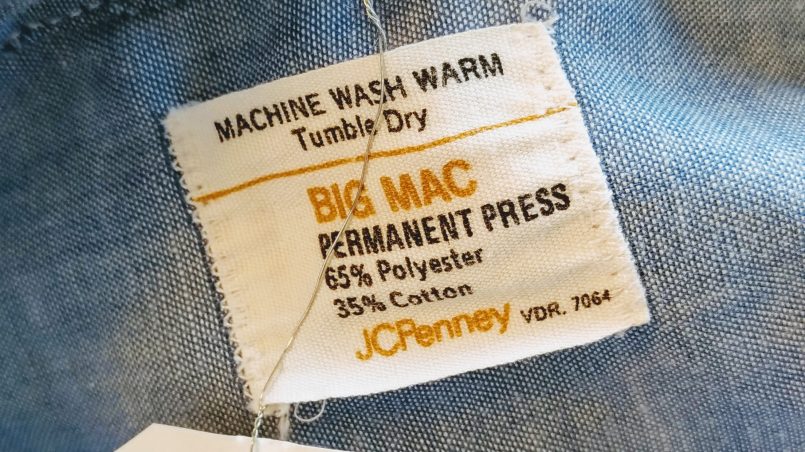 MACHINE WASH WARM
Tumble Dry
BIG MAC
PERMANENT PRESS
65% Polyester
35% Cotton
JCPenney VDR. 7064